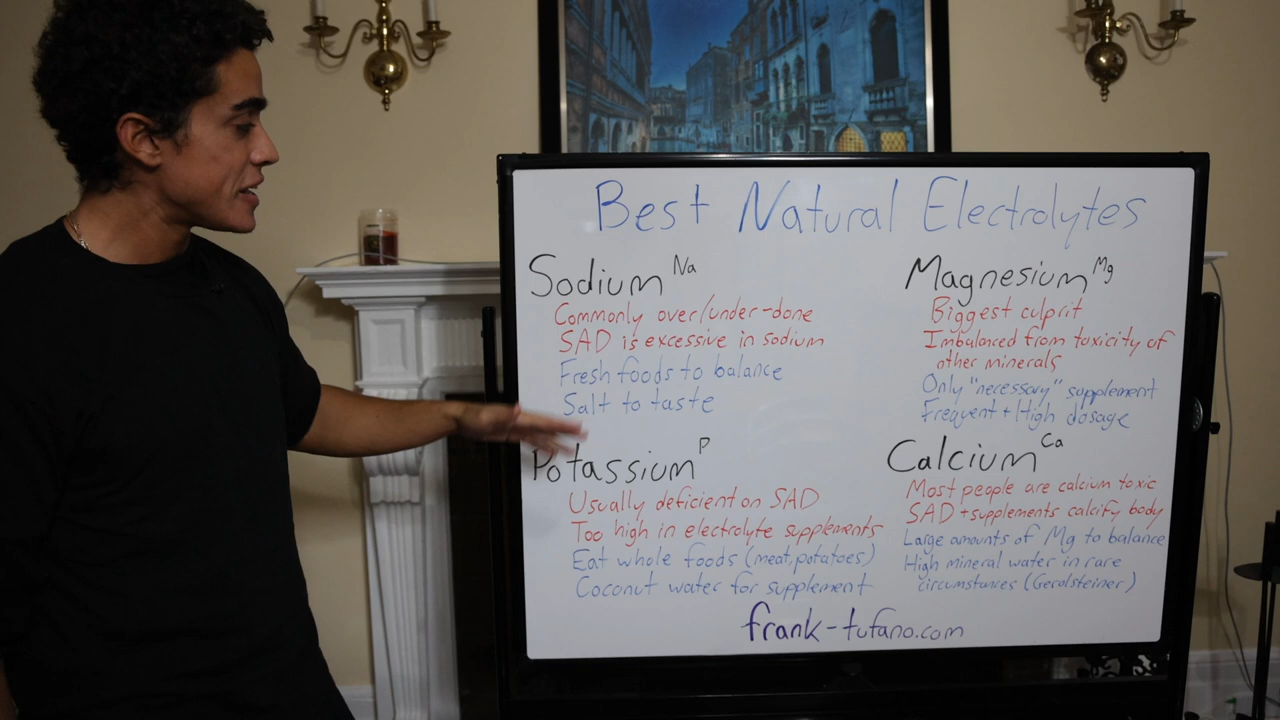 Best Natural Electrolytes
Sodium Na
Commonly over/under-done
SAD is excessive in sodium
Fresh foods to balance
Salt to taste
Magnesium Mg
Biggest culprit
Imbalanced from toxicity of
other minerals
Only "necessary" supplement
Frequent + High dosage
Potassium P
Usually deficient on SAD
Too high in electrolyte supplements
Eat whole foods (meat, potatoes)
Coconut water for supplement
Calcium Ca
Most people are calcium toxic
SAD + supplements calcify body
Large amounts of Mg to balance
High mineral water in rare
circumstances (Gerolsteiner)
frank-tufano.com